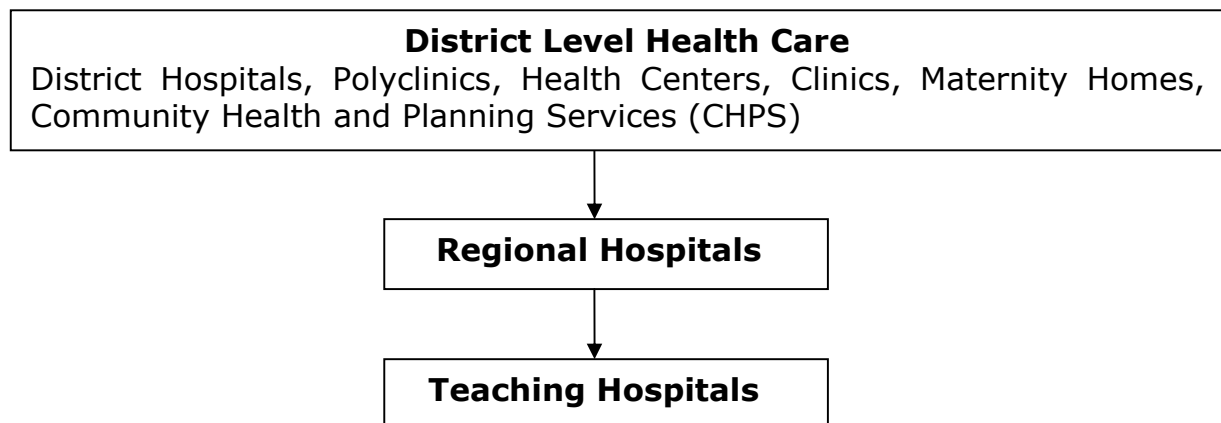 District Level Health Care
District Hospitals, Polyclinics, Health Centers, Clinics, Maternity Homes,
Community Health and Planning Services (CHPS)
Regional Hospitals
Teaching Hospitals